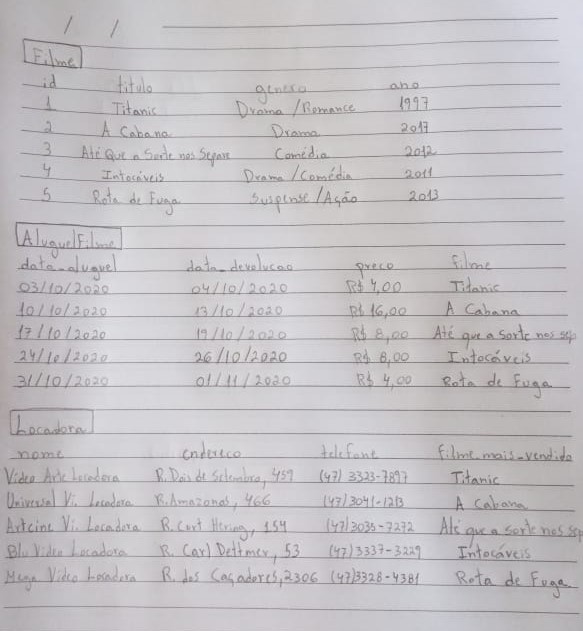 / /
Filme
id titulo genero ano
1 Titanic Drama/Romance 1997
2 A Cabana Drama 2017
3 Até Que a Sorte nos Separe Comédia 2012
4 Intocáveis Drama/Comédia 2011
5 Rota de Fuga Suspense/Ação 2013
AluguelFilme
data_aluguel data_devolucao preco filme
03/10/2020 04/10/2020 R$ 4,00 Titanic
10/10/2020 13/10/2020 R$ 16,00 A Cabana
17/10/2020 19/10/2020 R$ 8,00 Até que a sorte nos sep
24/10/2020 26/10/2020 R$ 8,00 Intocáveis
31/10/2020 01/11/2020 R$ 4,00 Rota de Fuga
Locadora
nome endereco telefone filme_mais_vendido
Video Arte Locadora R. Dois de Setembro, 459 (47) 3323-7897 Titanic
Universal Vi. Locadora R. Amazonas, 466 (47) 3041-1213 A Cabana
Artcine Vi. Locadora R. Curt Hering, 154 (47) 3035-7272 Até que a sorte nos sep
Blu Video Locadora R. Carl Dettmer, 53 (47) 3337-3229 Intocáveis
Mega Video Locadora R. dos Caçadores, 2306 (47) 3328-4381 Rota de Fuga